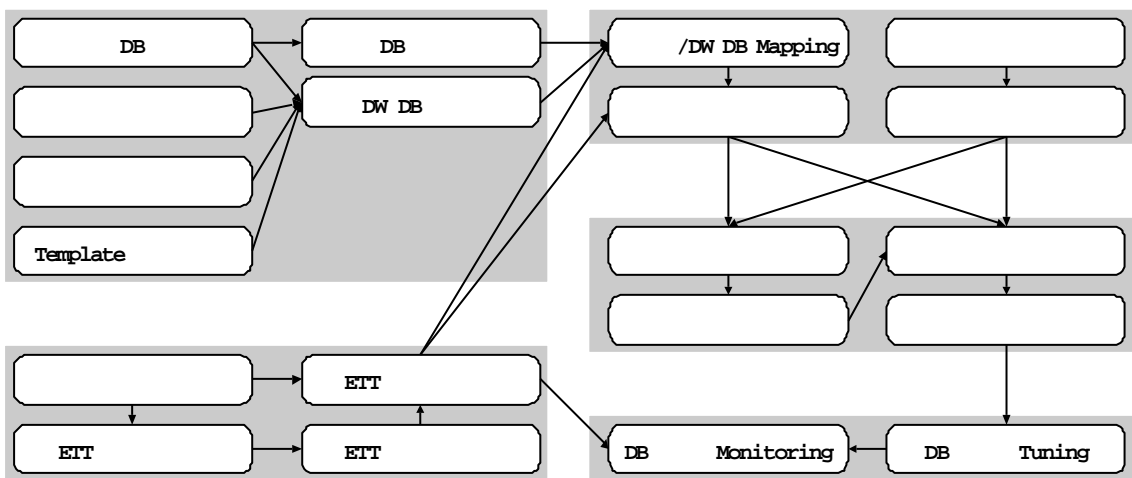 DB
DB
DW DB
Template
/DW DB Mapping
ETT
ETT
ETT
DB Monitoring
DB Tuning